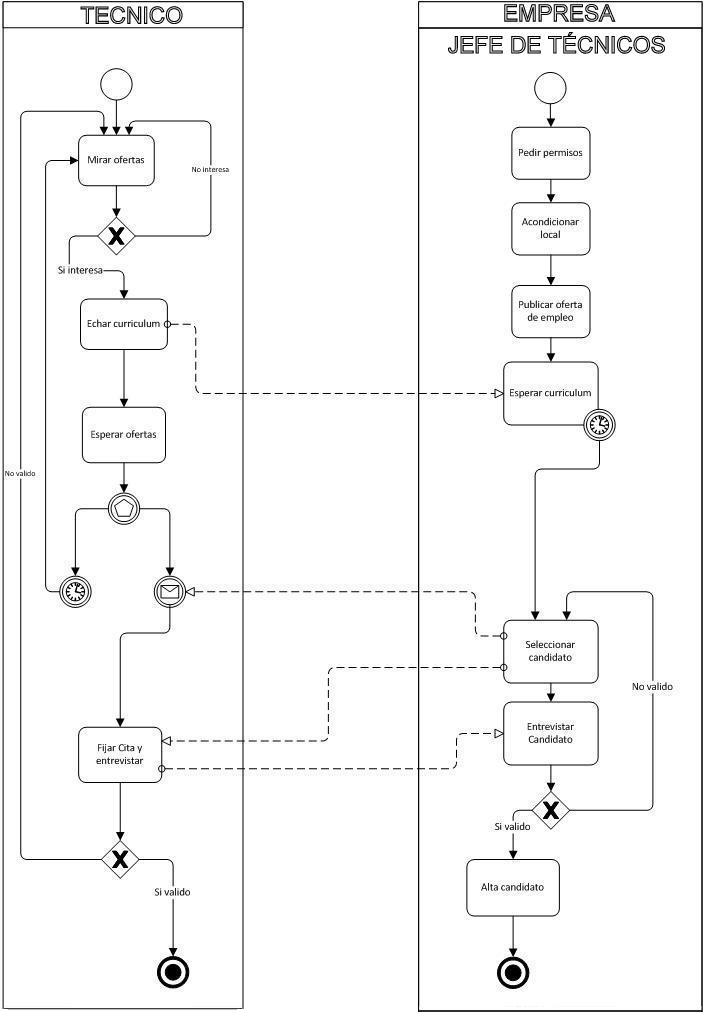 TECNICO
Mirar ofertas
No interesa
Si interesa
Echar curriculum
Esperar ofertas
No valido
Fijar Cita y
entrevistar
Si valido
EMPRESA
JEFE DE TÉCNICOS
Pedir permisos
Acondicionar
local
Publicar oferta
de empleo
Esperar curriculum
Seleccionar
candidato
No valido
Entrevistar
Candidato
Si valido
Alta candidato